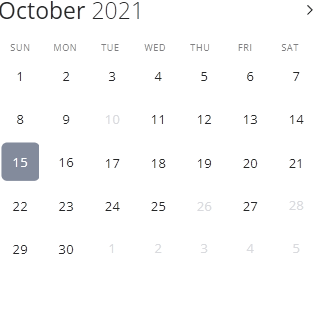 October 2021
SUN MON TUE WED THU FRI SAT
1 2 3 4 5 6 7
8 9 10 11 12 13 14
15 16 17 18 19 20 21
22 23 24 25 26 27 28
29 30 1 2 3 4 5